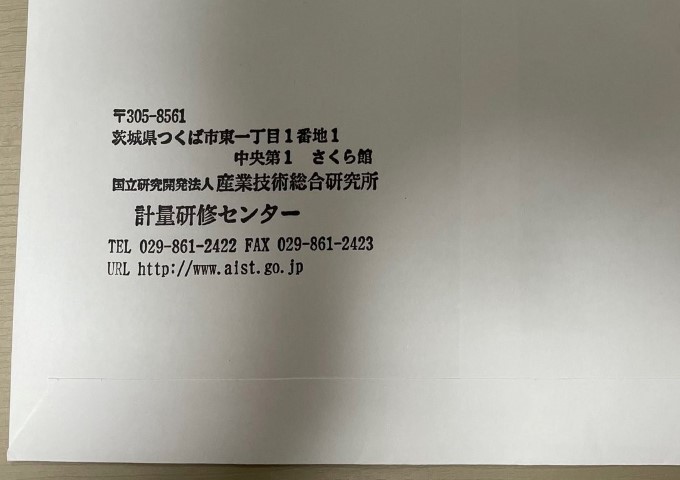 〒305-8561
茨城県つくば市東一丁目1番地1
中央第1 さくら館
国立研究開発法人 産業技術総合研究所
計量研修センター
TEL 029-861-2422 FAX 029-861-2423
URL http://www.aist.go.jp